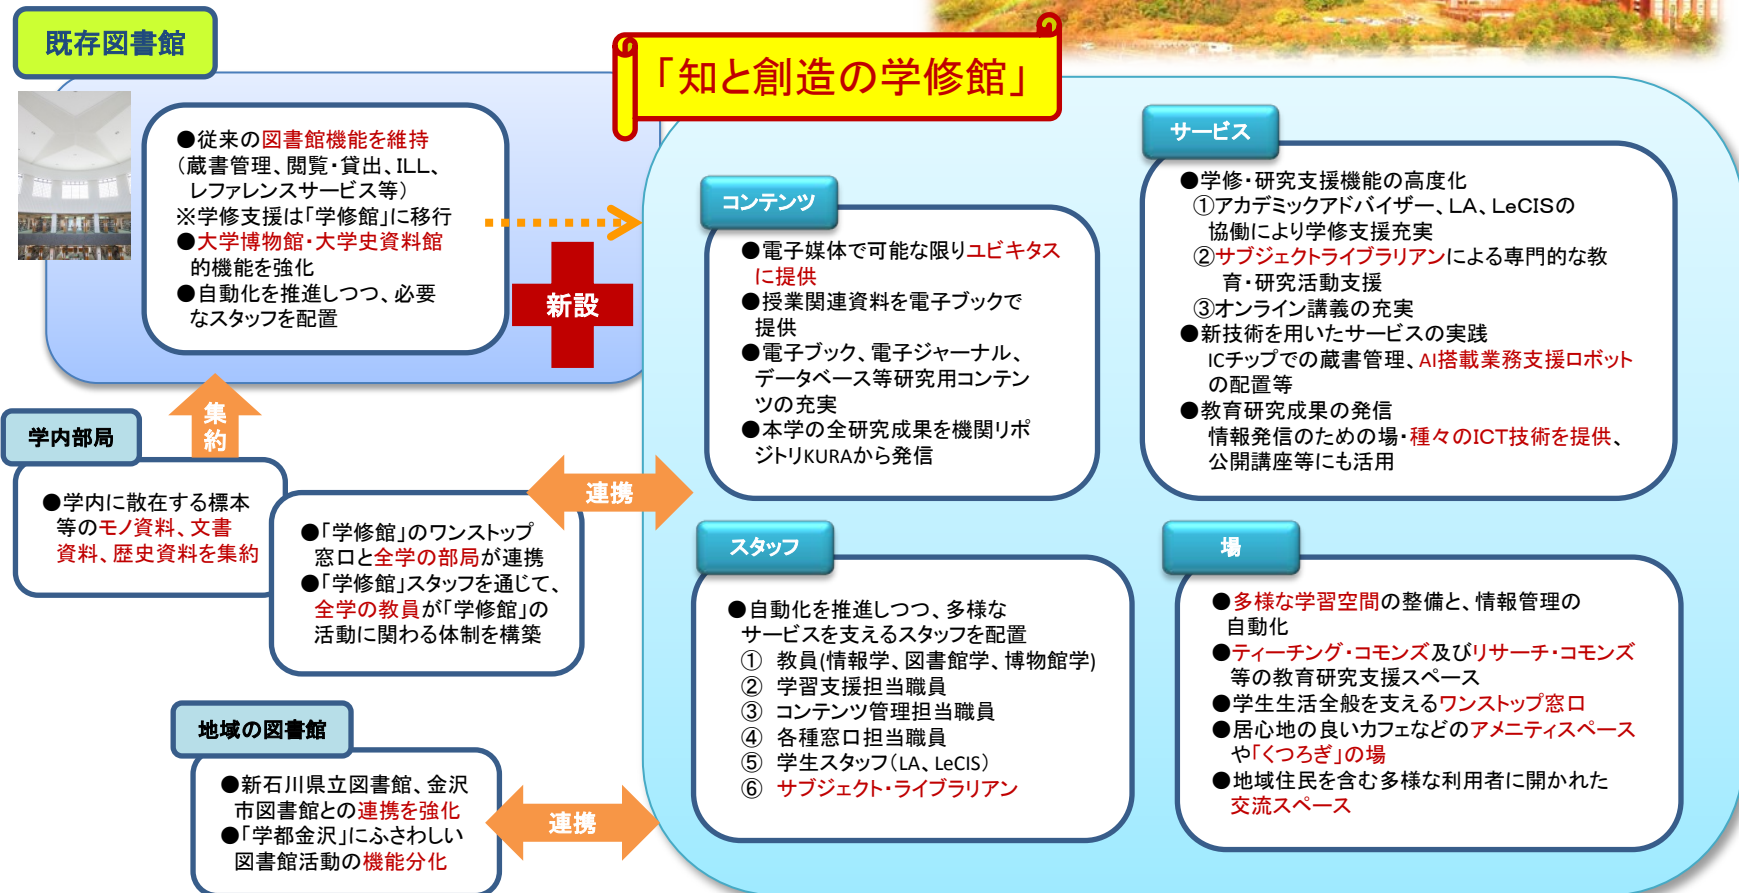 既存図書館
「知と創造の学修館」
●従来の図書館機能を維持
(蔵書管理、閲覧・貸出、ILL、
レファレンスサービス等)
※学修支援は「学修館」に移行
●大学博物館・大学史資料館
的機能を強化
●自動化を推進しつつ、必要
なスタッフを配置
新設
集約
学内部局
●学内に散在する標本
等のモノ資料、文書
資料、歴史資料を集約
●「学修館」のワンストップ
窓口と全学の部局が連携
●「学修館」スタッフを通じて、
全学の教員が「学修館」の
活動に関わる体制を構築
連携
地域の図書館
●新石川県立図書館、金沢
市図書館との連携を強化
●「学都金沢」にふさわしい
図書館活動の機能分化
連携
コンテンツ
●電子媒体で可能な限りユビキタス
に提供
●授業関連資料を電子ブックで
提供
●電子ブック、電子ジャーナル、
データベース等研究用コンテン
ツの充実
●本学の全研究成果を機関リポ
ジトリKURAから発信
サービス
●学修・研究支援機能の高度化
①アカデミックアドバイザー、LA、LeCISの
協働により学修支援充実
②サブジェクトライブラリアンによる専門的な教
育・研究活動支援
③オンライン講義の充実
●新技術を用いたサービスの実践
ICチップでの蔵書管理、AI搭載業務支援ロボット
の配置等
●教育研究成果の発信
情報発信のための場・種々のICT技術を提供、
公開講座等にも活用
スタッフ
●自動化を推進しつつ、多様な
サービスを支えるスタッフを配置
① 教員(情報学、図書館学、博物館学)
② 学習支援担当職員
③ コンテンツ管理担当職員
④ 各種窓口担当職員
⑤ 学生スタッフ(LA、LeCIS)
⑥ サブジェクト・ライブラリアン
場
●多様な学習空間の整備と、情報管理の
自動化
●ティーチング・コモンズ及びリサーチ・コモンズ
等の教育研究支援スペース
●学生生活全般を支えるワンストップ窓口
●居心地の良いカフェなどのアメニティスペース
や「くつろぎ」の場
●地域住民を含む多様な利用者に開かれた
交流スペース